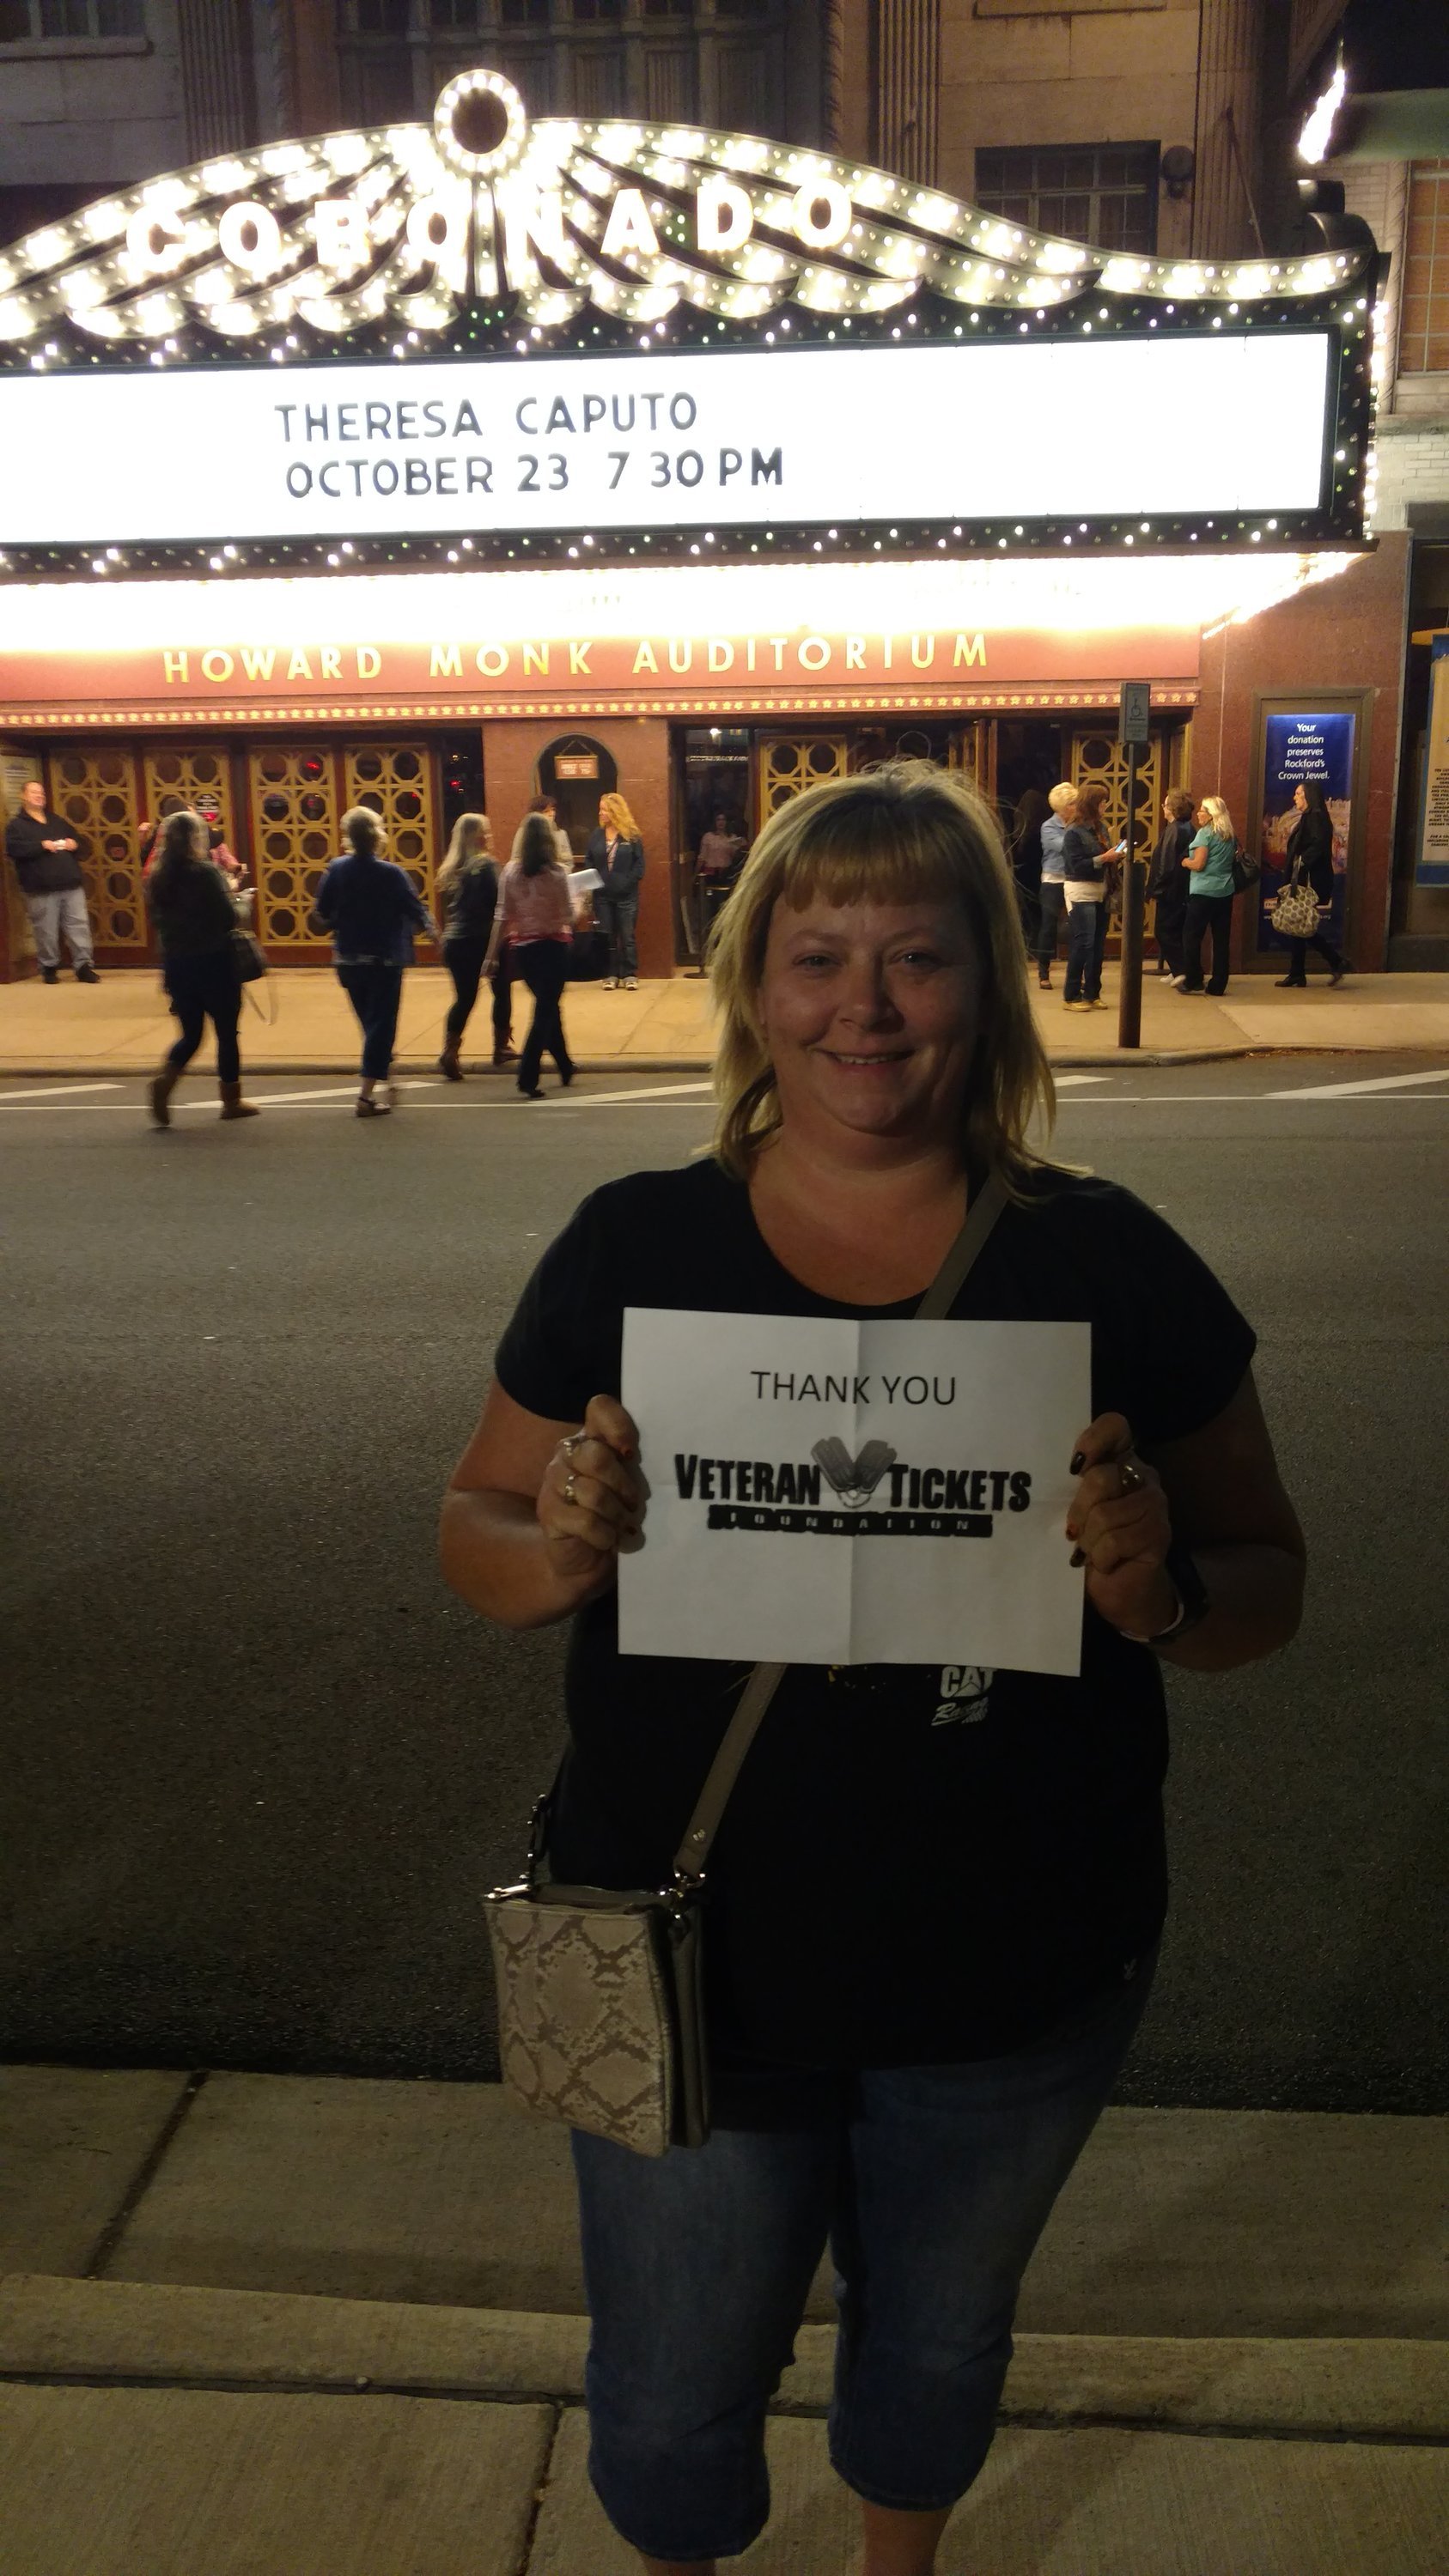 CORONADO
THERESA CAPUTO
OCTOBER 23 7 30 PM
HOWARD MONK AUDITORIUM
Your
donation
preserves
Rockford's
Crown Jewel.
THANK YOU
VETERAN TICKETS
FOUNDATION
CAT